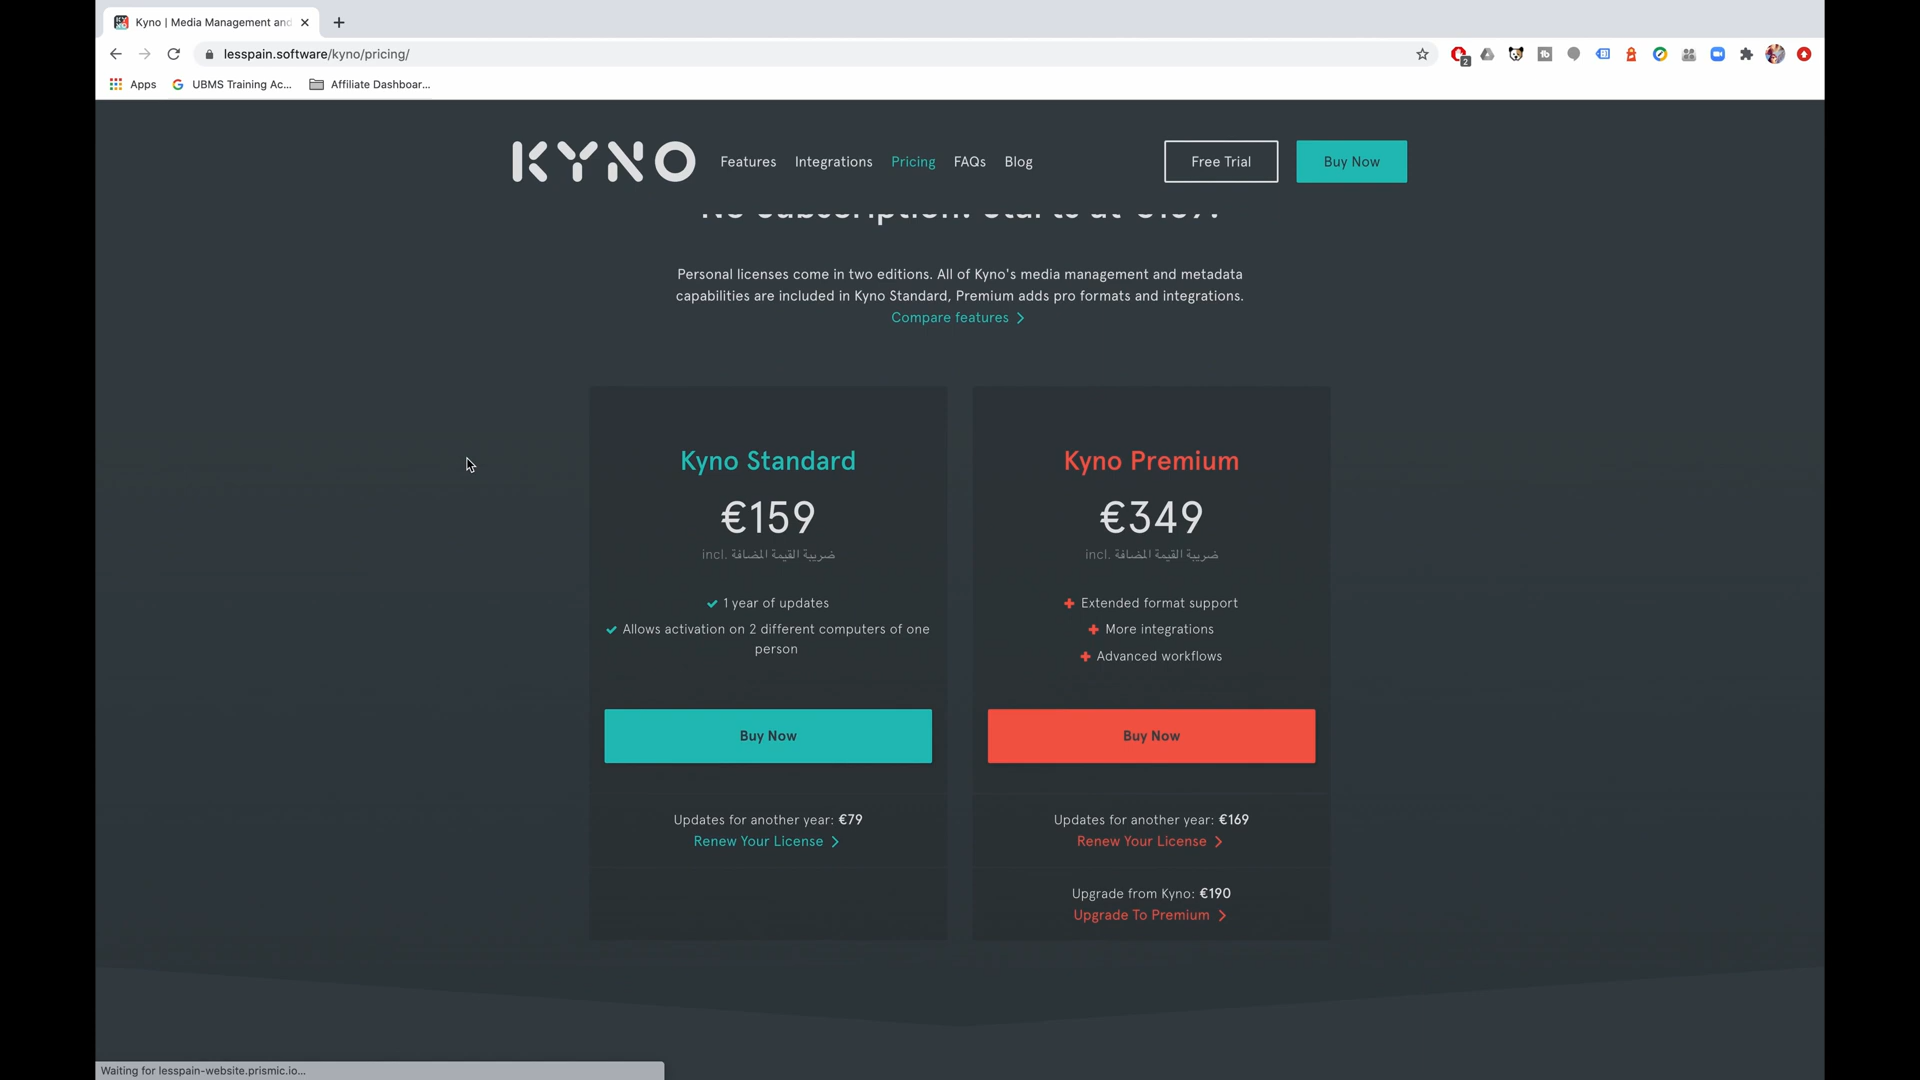 Kyno | Media Management and
lesspain.software/kyno/pricing/
2
Apps
UBMS Training Ac...
Affiliate Dashboar...
KYNO
Features
Integrations
Pricing
FAQs
Blog
Free Trial
Buy Now
No subscription. Starts at €159.
Personal licenses come in two editions. All of Kyno's media management and metadata
capabilities are included in Kyno Standard, Premium adds pro formats and integrations.
Compare features
Kyno Standard
€159
incl. ضريبة القيمة المضافة
1 year of updates
Allows activation on 2 different computers of one
person
Buy Now
Updates for another year: €79
Renew Your License
Kyno Premium
€349
incl. ضريبة القيمة المضافة
Extended format support
More integrations
Advanced workflows
Buy Now
Updates for another year: €169
Renew Your License
Upgrade from Kyno: €190
Upgrade To Premium
Waiting for lesspain-website.prismic.io...